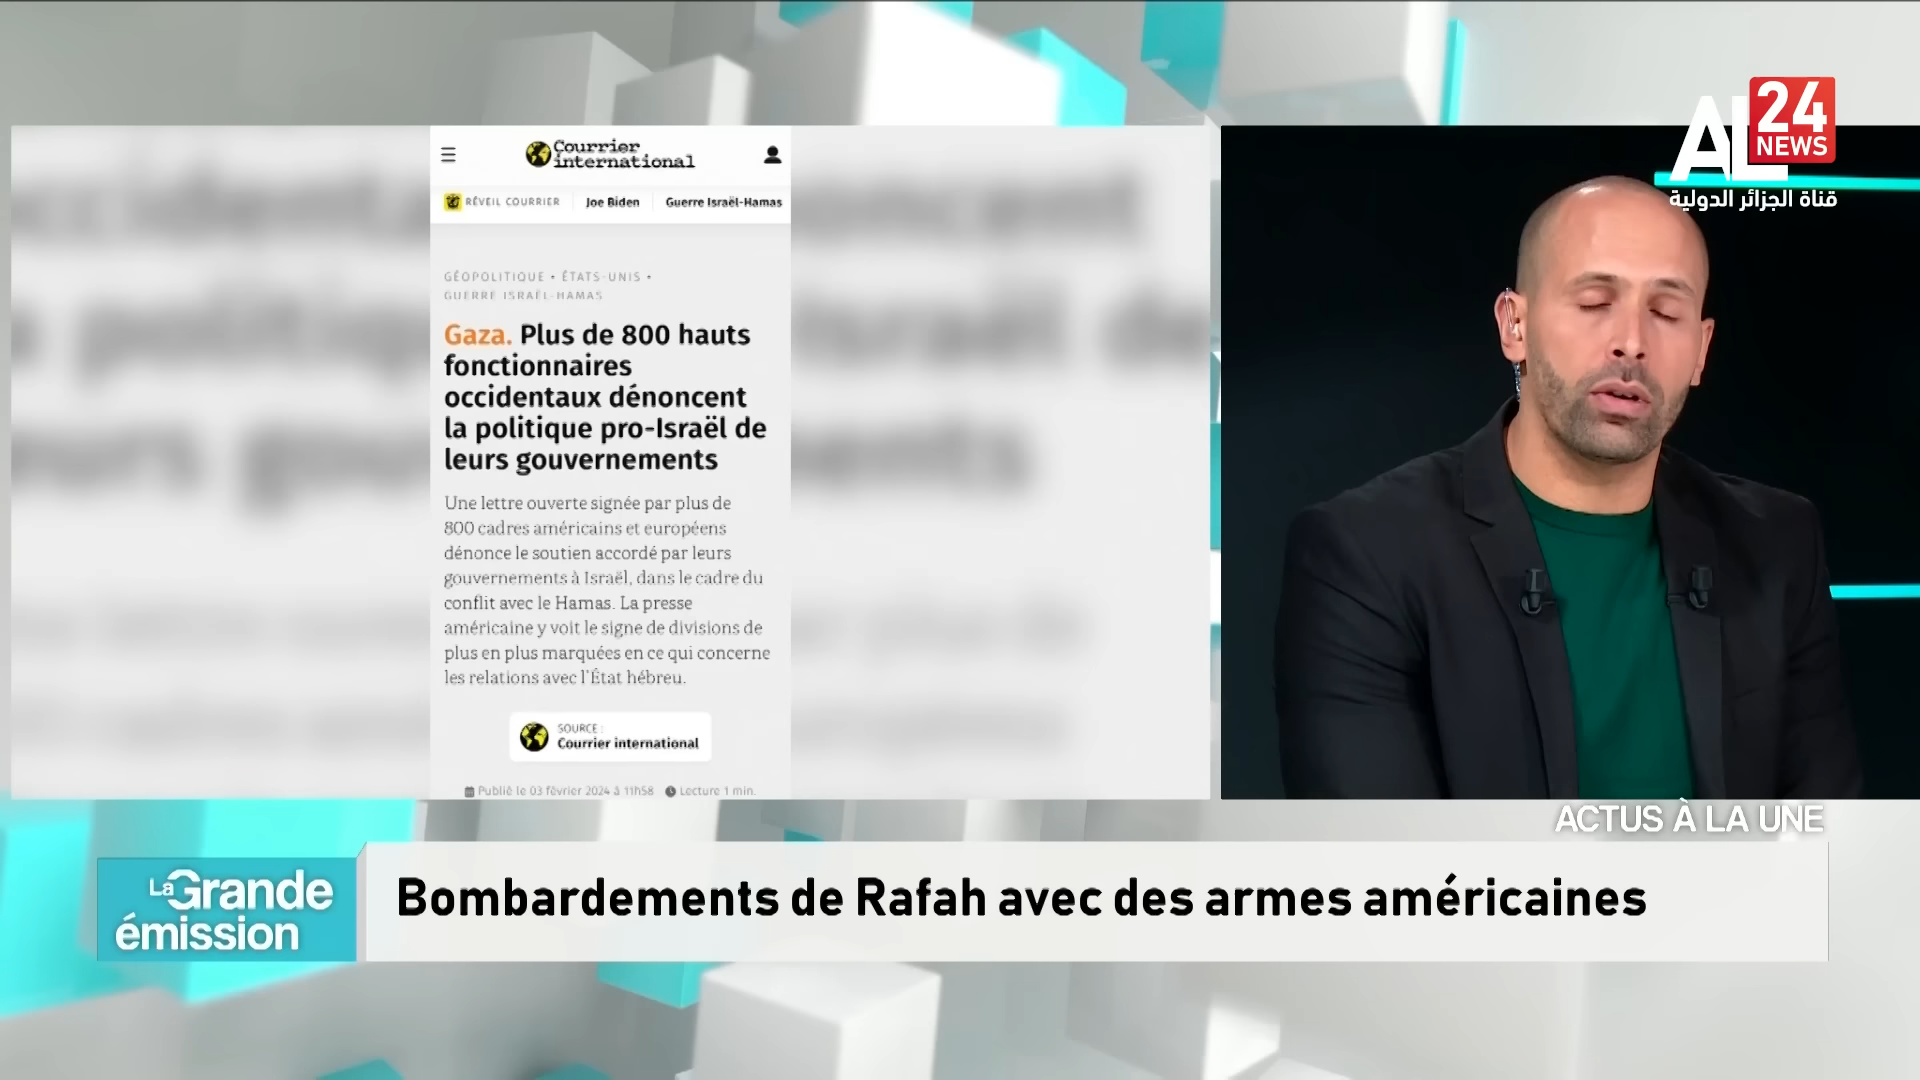 Courrier
international
RÉVEIL COURRIER
Joe Biden
Guerre Israël-Hamas
GÉOPOLITIQUE • ÉTATS-UNIS •
GUERRE ISRAËL-HAMAS
Gaza. Plus de 800 hauts
fonctionnaires
occidentaux dénoncent
la politique pro-Israël de
leurs gouvernements
Une lettre ouverte signée par plus de
800 cadres américains et européens
dénonce le soutien accordé par leurs
gouvernements à Israël, dans le cadre du
conflit avec le Hamas. La presse
américaine y voit le signe de divisions de
plus en plus marquées en ce qui concerne
les relations avec l'État hébreu.
SOURCE :
Courrier international
Publié le 03 février 2024 à 11h58
Lecture 1 min.
AL
24
NEWS
قناة الجزائر الدولية
ACTUS À LA UNE
La Grande
émission
Bombardements de Rafah avec des armes américaines